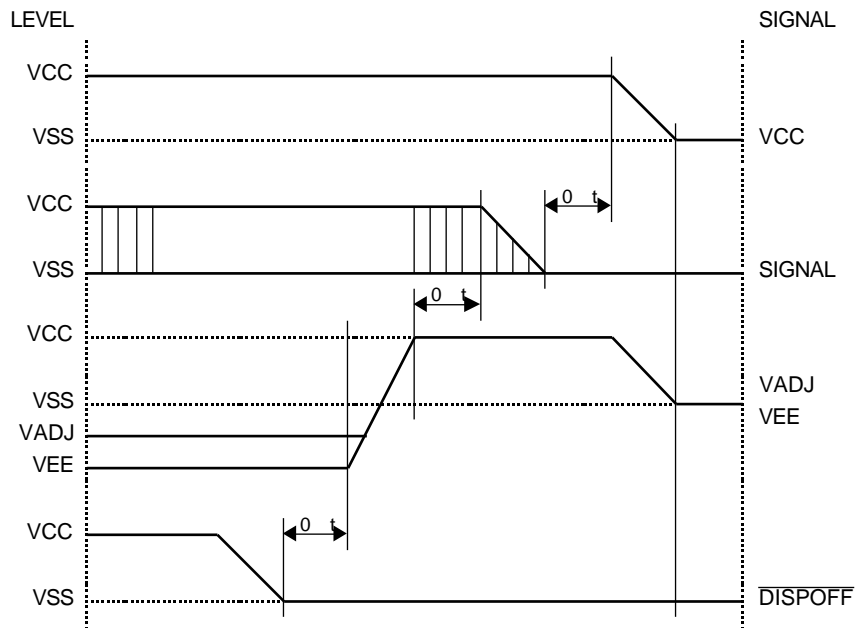 LEVEL SIGNAL
VCC
VSS VCC
VCC
0 t
VSS SIGNAL
0 t
VCC
VSS VADJ
VEE
VADJ
VEE
VCC
0 t
VSS DISPOFF